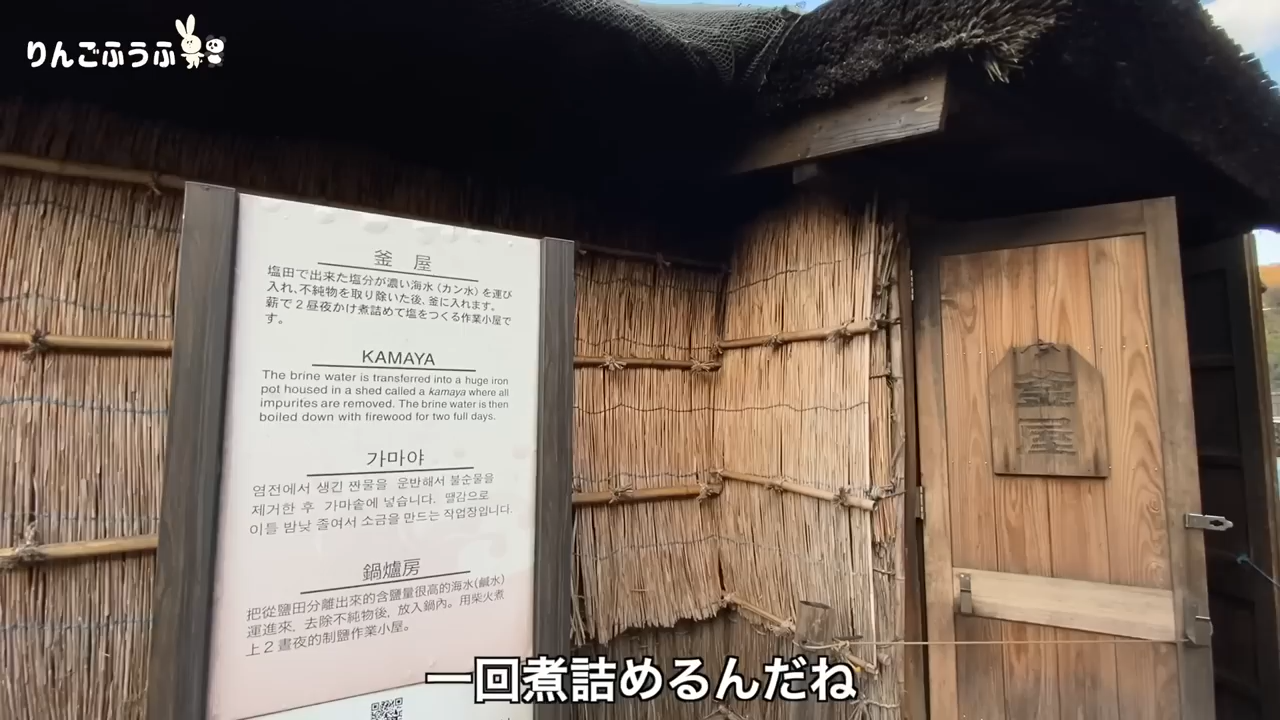 りんごふうふ
釜屋
塩田で出来た塩分が濃い海水(カン水)を運び
入れ、不純物を取り除いた後、釜に入れます。
薪で2昼夜かけ煮詰めて塩をつくる作業小屋で
す。
KAMAYA
The brine water is transferred into a huge iron
pot housed in a shed called a kamaya where all
impurites are removed. The brine water is then
boiled down with firewood for two full days.
가마야
염전에서 생긴 짠물을 운반해서 불순물을
제거한 후 가마솥에 넣습니다. 땔감으로
이틀 밤낮 졸여서 소금을 만드는 작업장입니다.
鍋爐房
把從鹽田分離出來的含鹽量很高的海水(鹹水)
運進來，去除不純物後，放入鍋內。用柴火煮
上2晝夜的制鹽作業小屋。
釜屋
一回煮詰めるんだね